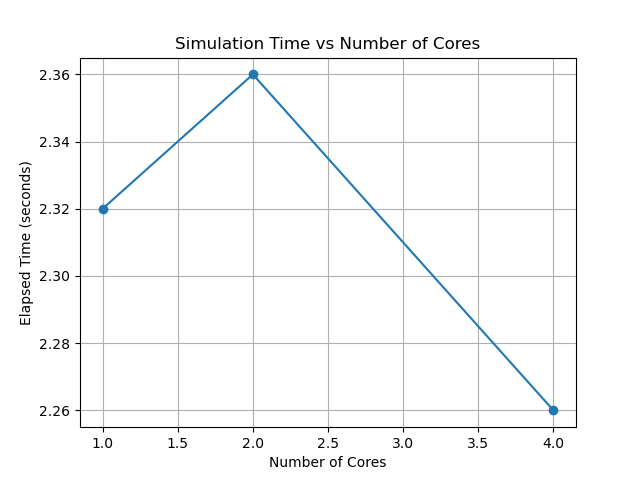 Simulation Time vs Number of Cores
Elapsed Time (seconds)
2.36
2.34
2.32
2.30
2.28
2.26
1.0 1.5 2.0 2.5 3.0 3.5 4.0
Number of Cores